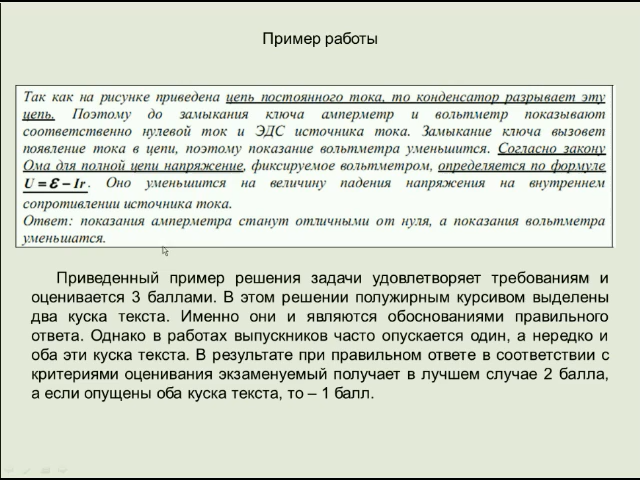 Пример работы
Так как на рисунке приведена цепь постоянного тока, то конденсатор разрывает эту
цепь. Поэтому до замыкания ключа амперметр и вольтметр показывают
соответственно нулевой ток и ЭДС источника тока. Замыкание ключа вызовет
появление тока в цепи, поэтому показание вольтметра уменьшится. Согласно закону
Ома для полной цепи напряжение, фиксируемое вольтметром, определяется по формуле
U = ℰ – Ir. Оно уменьшится на величину падения напряжения на внутреннем
сопротивлении источника тока.
Ответ: показания амперметра станут отличными от нуля, а показания вольтметра
уменьшатся.
Приведенный пример решения задачи удовлетворяет требованиям и
оценивается 3 баллами. В этом решении полужирным курсивом выделены
два куска текста. Именно они и являются обоснованиями правильного
ответа. Однако в работах выпускников часто опускается один, а нередко и
оба эти куска текста. В результате при правильном ответе в соответствии с
критериями оценивания экзаменуемый получает в лучшем случае 2 балла,
а если опущены оба куска текста, то – 1 балл.